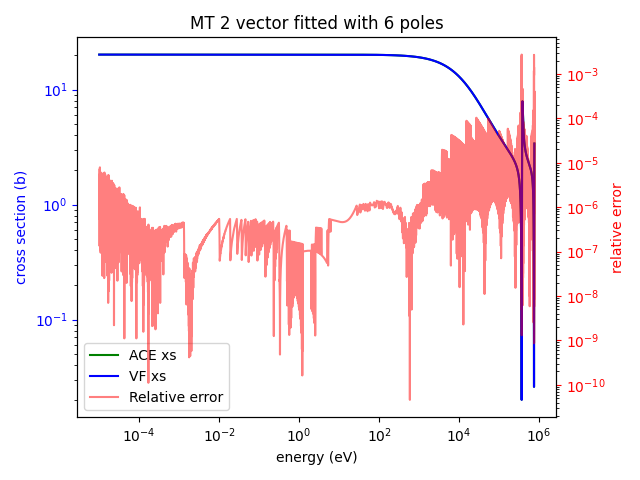 MT 2 vector fitted with 6 poles
cross section (b)
10^1
10^0
10^-1
10^-3
10^-4
10^-5
10^-6
10^-7
10^-8
10^-9
10^-10
relative error
ACE xs
VF xs
Relative error
10^-4 10^-2 10^0 10^2 10^4 10^6
energy (eV)